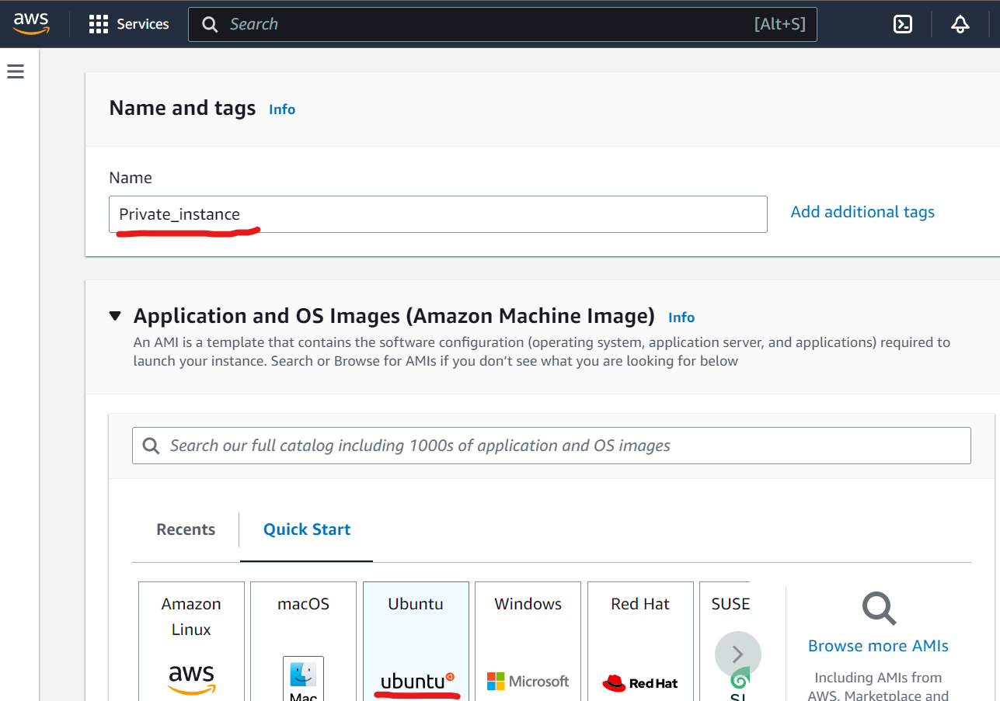 aws Services Search [Alt+S]
Name and tags Info
Name
Private_instance
Add additional tags
Application and OS Images (Amazon Machine Image) Info
An AMI is a template that contains the software configuration (operating system, application server, and applications) required to
launch your instance. Search or Browse for AMIs if you don’t see what you are looking for below
Search our full catalog including 1000s of application and OS images
Recents Quick Start
Amazon
Linux
aws
macOS
Mac
Ubuntu
ubuntu
Windows
Microsoft
Red Hat
Red Hat
SUSE
Browse more AMIs
Including AMIs from
AWS, Marketplace and